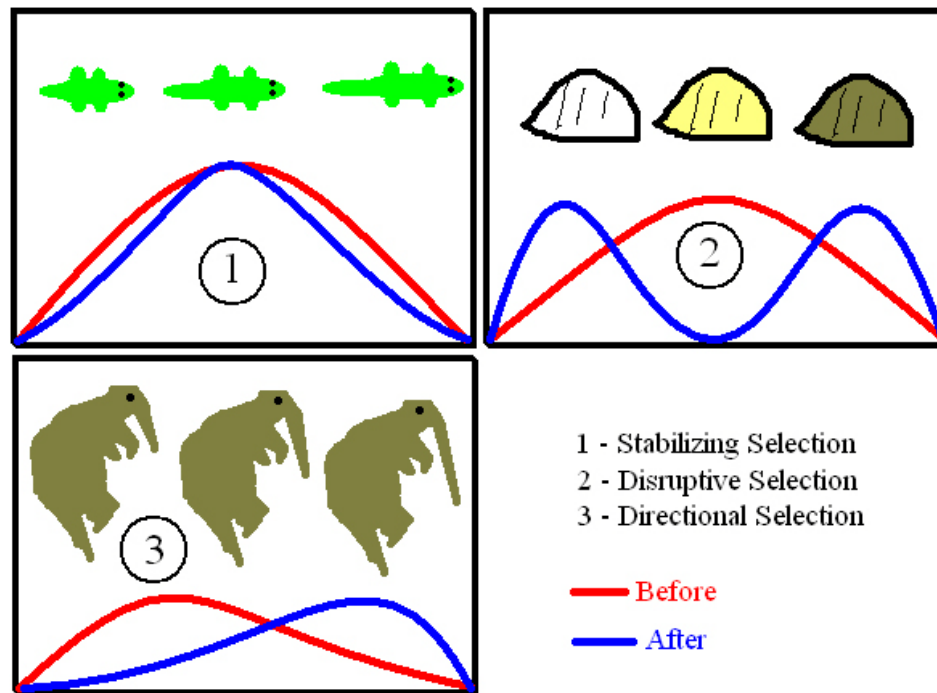 1
2
3
1 - Stabilizing Selection
2 - Disruptive Selection
3 - Directional Selection
Before
After